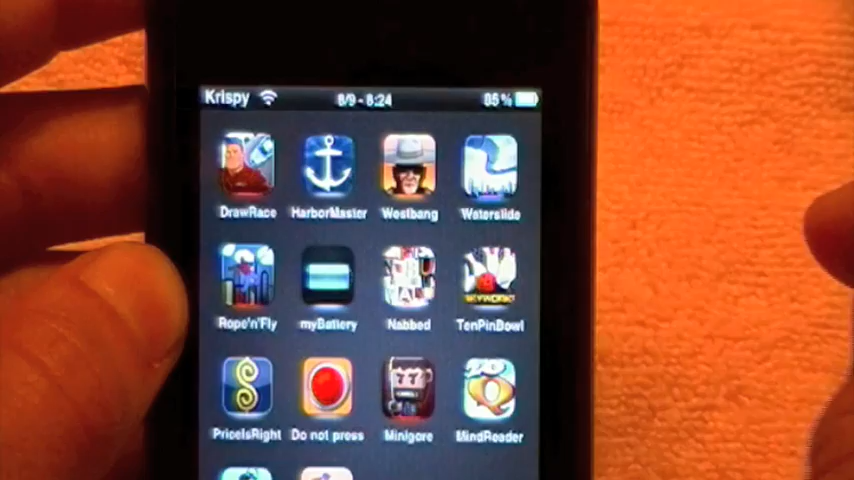 Krispy 8/9 - 8:24 85%
DrawRace HarborMaster Westbang Waterslide
Rope'n'Fly myBattery Nabbed TenPinBowl
PriceIsRight Do not press Minigore MindReader